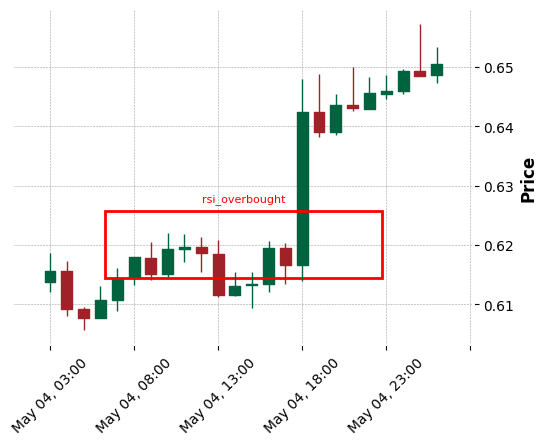 0.65
0.64
0.63
0.62
0.61
Price
rsi_overbought
May 04, 03:00
May 04, 08:00
May 04, 13:00
May 04, 18:00
May 04, 23:00